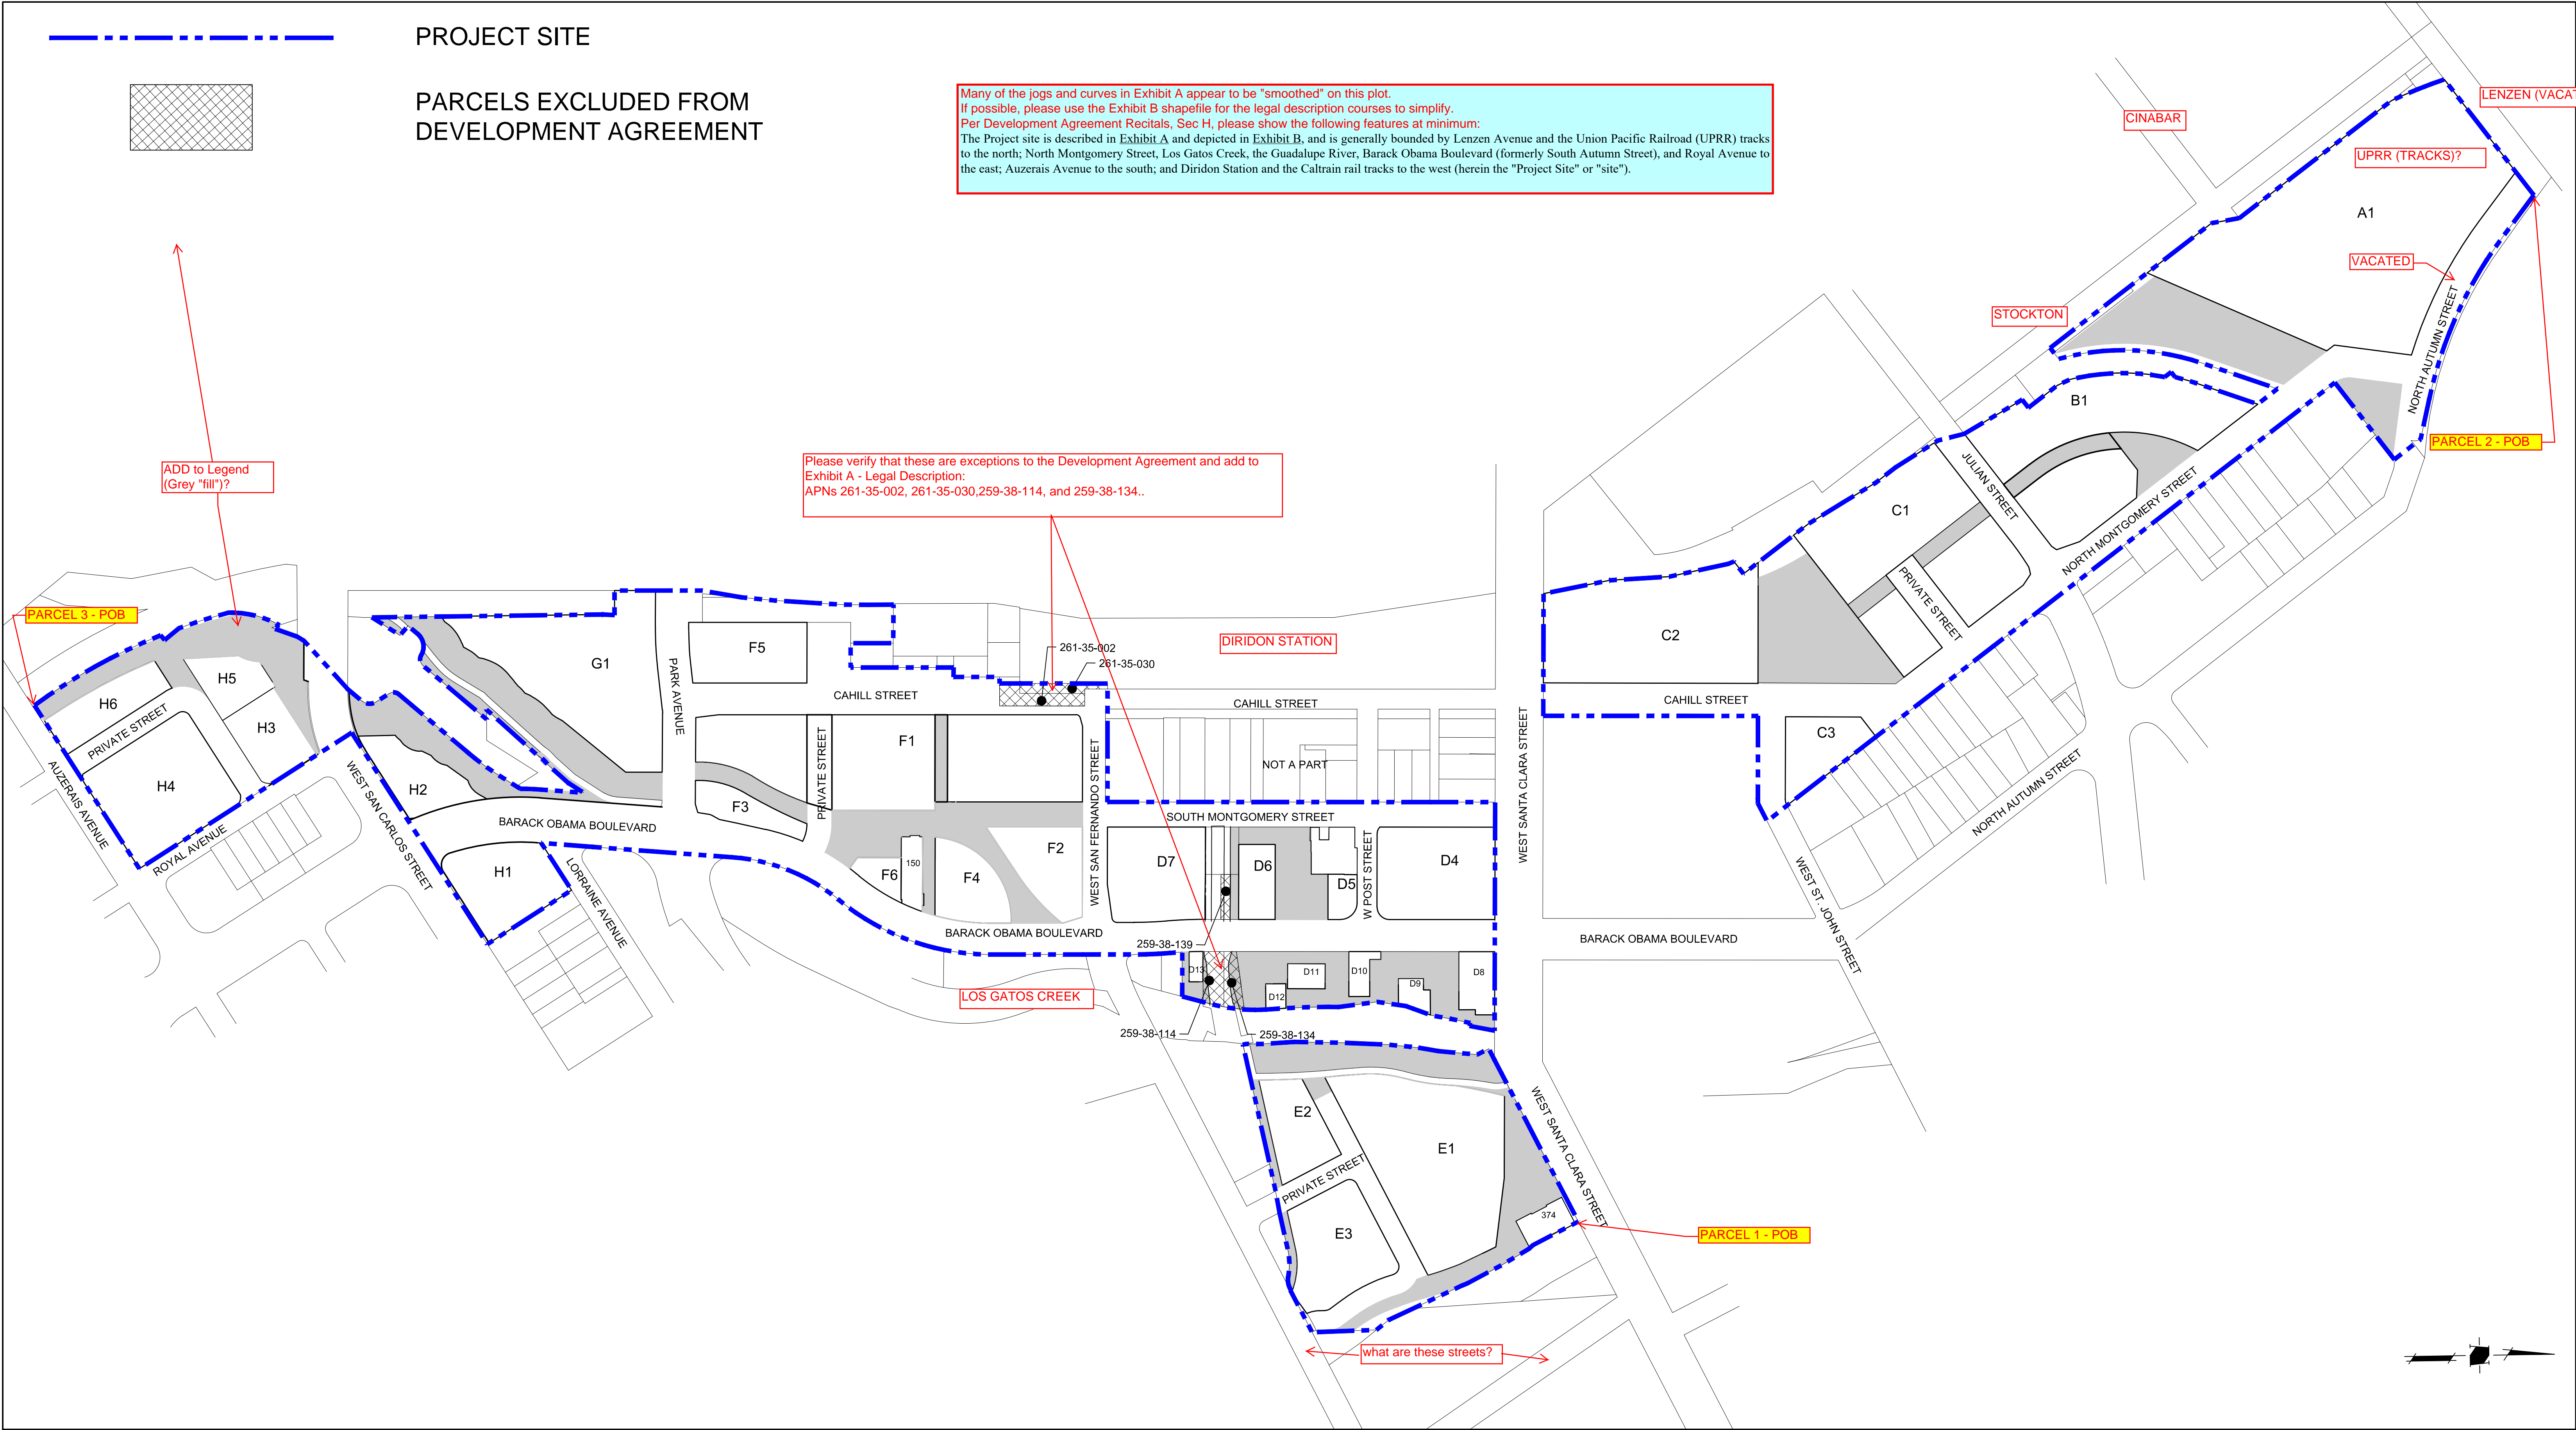 PROJECT SITE
PARCELS EXCLUDED FROM
DEVELOPMENT AGREEMENT
Many of the jogs and curves in Exhibit A appear to be "smoothed" on this plot.
If possible, please use the Exhibit B shapefile for the legal description courses to simplify.
Per Development Agreement Recitals, Sec H, please show the following features at minimum:
The Project site is described in Exhibit A and depicted in Exhibit B, and is generally bounded by Lenzen Avenue and the Union Pacific Railroad (UPRR) tracks
to the north; North Montgomery Street, Los Gatos Creek, the Guadalupe River, Barack Obama Boulevard (formerly South Autumn Street), and Royal Avenue to
the east; Auzerais Avenue to the south; and Diridon Station and the Caltrain rail tracks to the west (herein the "Project Site" or "site").
LENZEN (VACAT
CINABAR
UPRR (TRACKS)?
A1
VACATED
STOCKTON
NORTH AUTUMN STREET
NORTH AUTUMN STREET
B1
PARCEL 2 - POB
ADD to Legend
(Grey "fill")?
Please verify that these are exceptions to the Development Agreement and add to
Exhibit A - Legal Description:
APNs 261-35-002, 261-35-030,259-38-114, and 259-38-134..
JULIAN STREET
C1
NORTH MONTGOMERY STREET
PRIVATE STREET
PARCEL 3 - POB
C2
DIRIDON STATION
261-35-002
261-35-030
F5
G1
PARK AVENUE
H5
H6
H3
PRIVATE STREET
H4
CAHILL STREET
CAHILL STREET
CAHILL STREET
C3
F1
PRIVATE STREET
WEST SAN FERNANDO STREET
NOT A PART
WEST SANTA CLARA STREET
AUZERAIS AVENUE
WEST SAN CARLOS STREET
H2
F3
BARACK OBAMA BOULEVARD
SOUTH MONTGOMERY STREET
NORTH AUTUMN STREET
ROYAL AVENUE
H1
LORRAINE AVENUE
150
F6
F4
F2
D7
D6
D5
W POST STREET
D4
WEST ST. JOHN STREET
BARACK OBAMA BOULEVARD
259-38-139
BARACK OBAMA BOULEVARD
D13
D12
D11
D10
D9
D8
LOS GATOS CREEK
259-38-114
259-38-134
E2
E1
WEST SANTA CLARA STREET
PRIVATE STREET
E3
374
PARCEL 1 - POB
what are these streets?